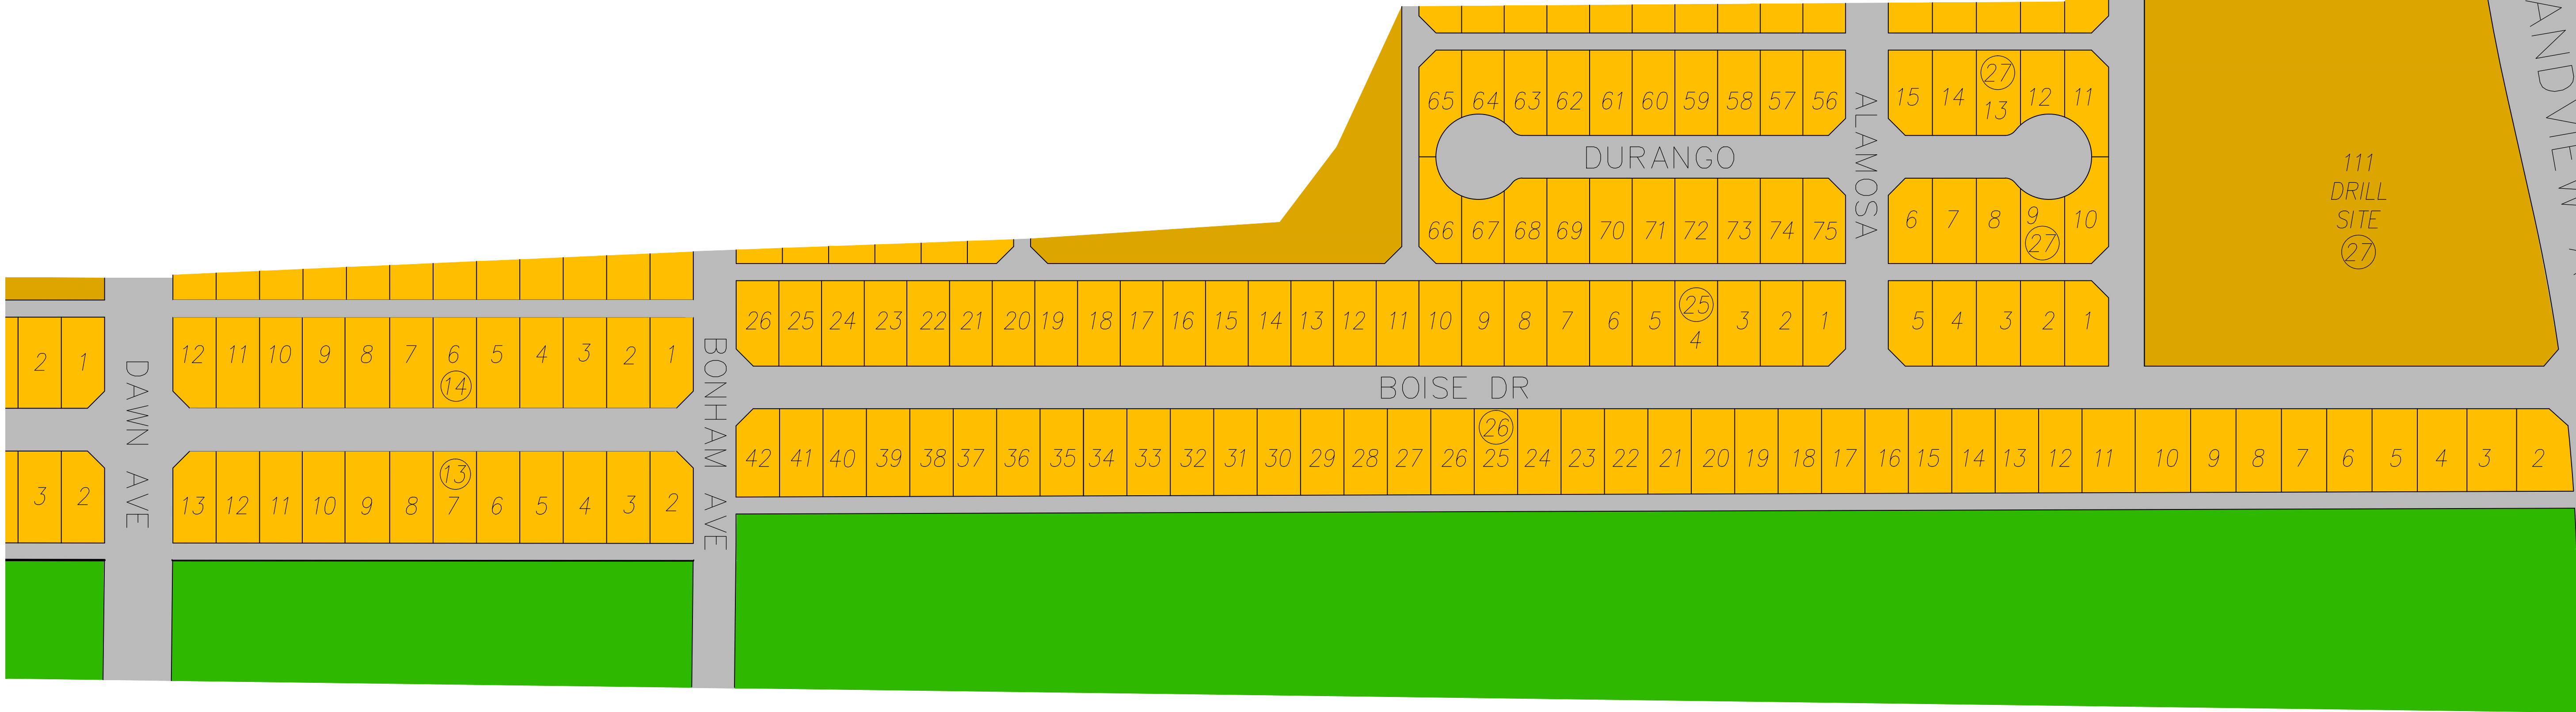 65 64 63 62 61 60 59 58 57 56
15 14 27 13 12 11
ALAMOSA
DURANGO
66 67 68 69 70 71 72 73 74 75
6 7 8 9 27 10
111
DRILL
SITE
27
26 25 24 23 22 21 20 19 18 17 16 15 14 13 12 11 10 9 8 7 6 5 25 4 3 2 1
5 4 3 2 1
2 1
DAWN AVE
12 11 10 9 8 7 6 5 4 3 2 1
14
BONHAM AVE
BOISE DR
42 41 40 39 38 37 36 35 34 33 32 31 30 29 28 27 26 25 24 23 22 21 20 19 18 17 16 15 14 13 12 11 10 9 8 7 6 5 4 3 2
26
3 2
13
13 12 11 10 9 8 7 6 5 4 3 2